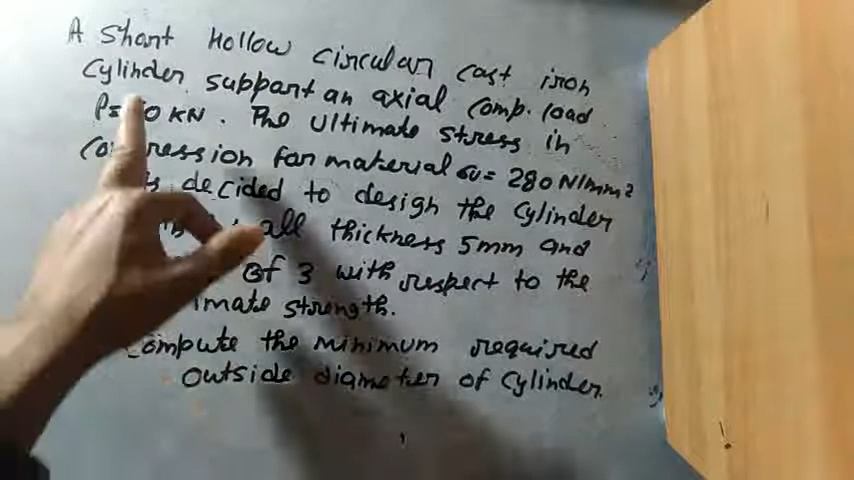 A Short Hollow circular cast iron
Cylinder support an axial comp. load
0 KN. The Ultimate stress in
ression for material σu = 280 N/mm2
decided to design the Cylinder
all thickness 5mm and
of 3 with respect to the
imate strength.
ompute the minimum required
outside diameter of Cylinder.